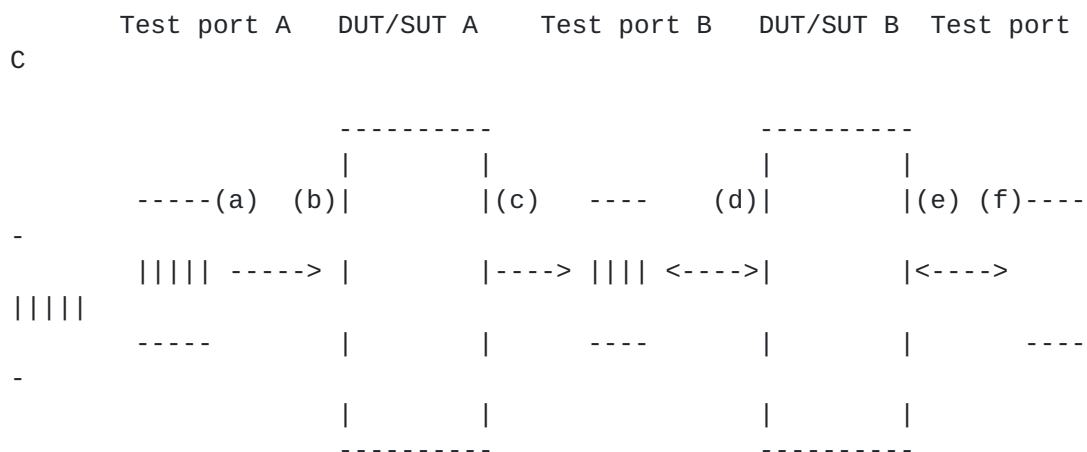 Test port A   DUT/SUT A    Test port B   DUT/SUT B  Test port
C
                    ----------                ----------
                    |        |                |        |
        -----(a)  (b)|        |(c)   ----    (d)|        |(e) (f)----
-
        ||||| -----> |        |----> |||| <---->|        |<---->
|||||
        -----        |        |      ----       |        |       ----
-
                    |        |                |        |
                    ----------                ----------